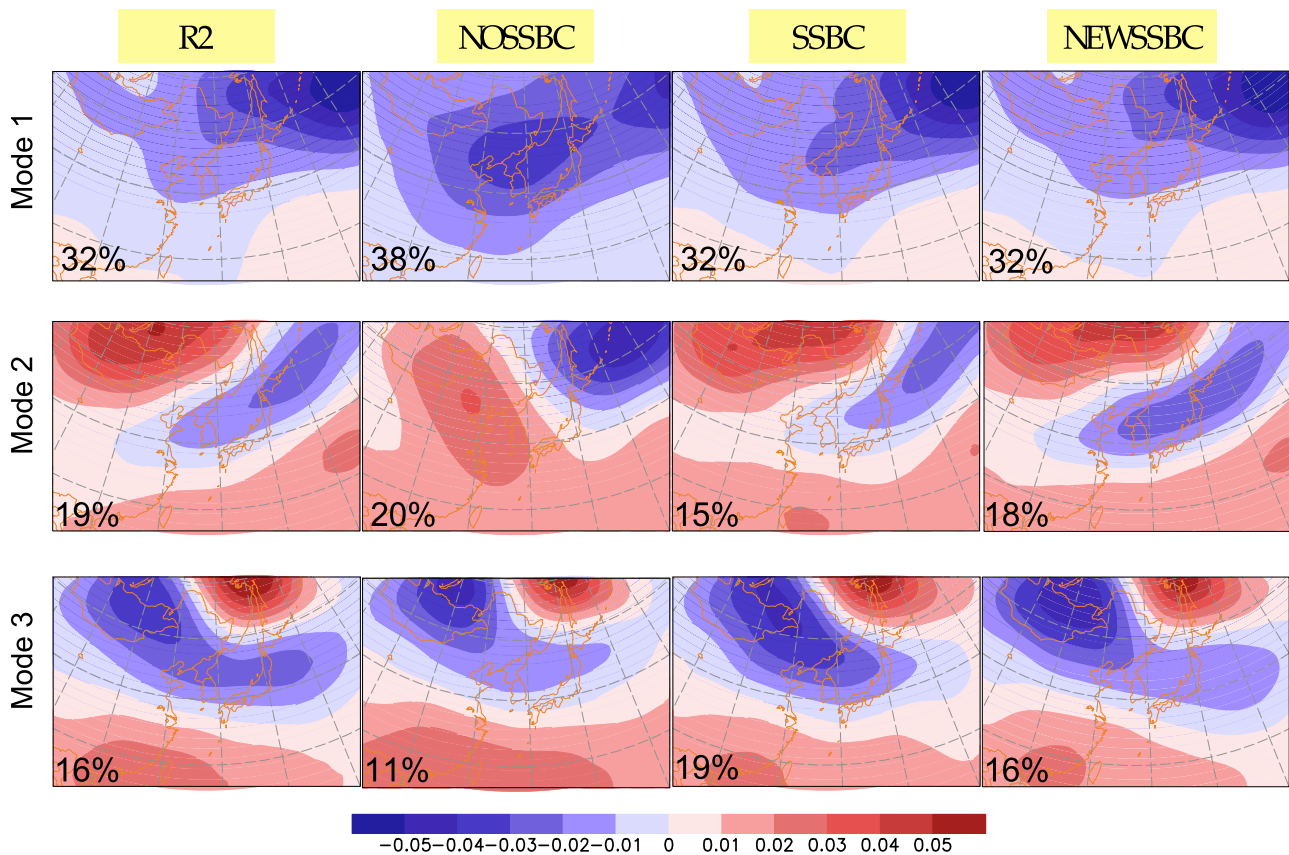 R2 NOSSBC SSBC NEWSSBC
Mode 1
32% 38% 32% 32%
Mode 2
19% 20% 15% 18%
Mode 3
16% 11% 19% 16%
-0.05 -0.04 -0.03 -0.02 -0.01 0 0.01 0.02 0.03 0.04 0.05